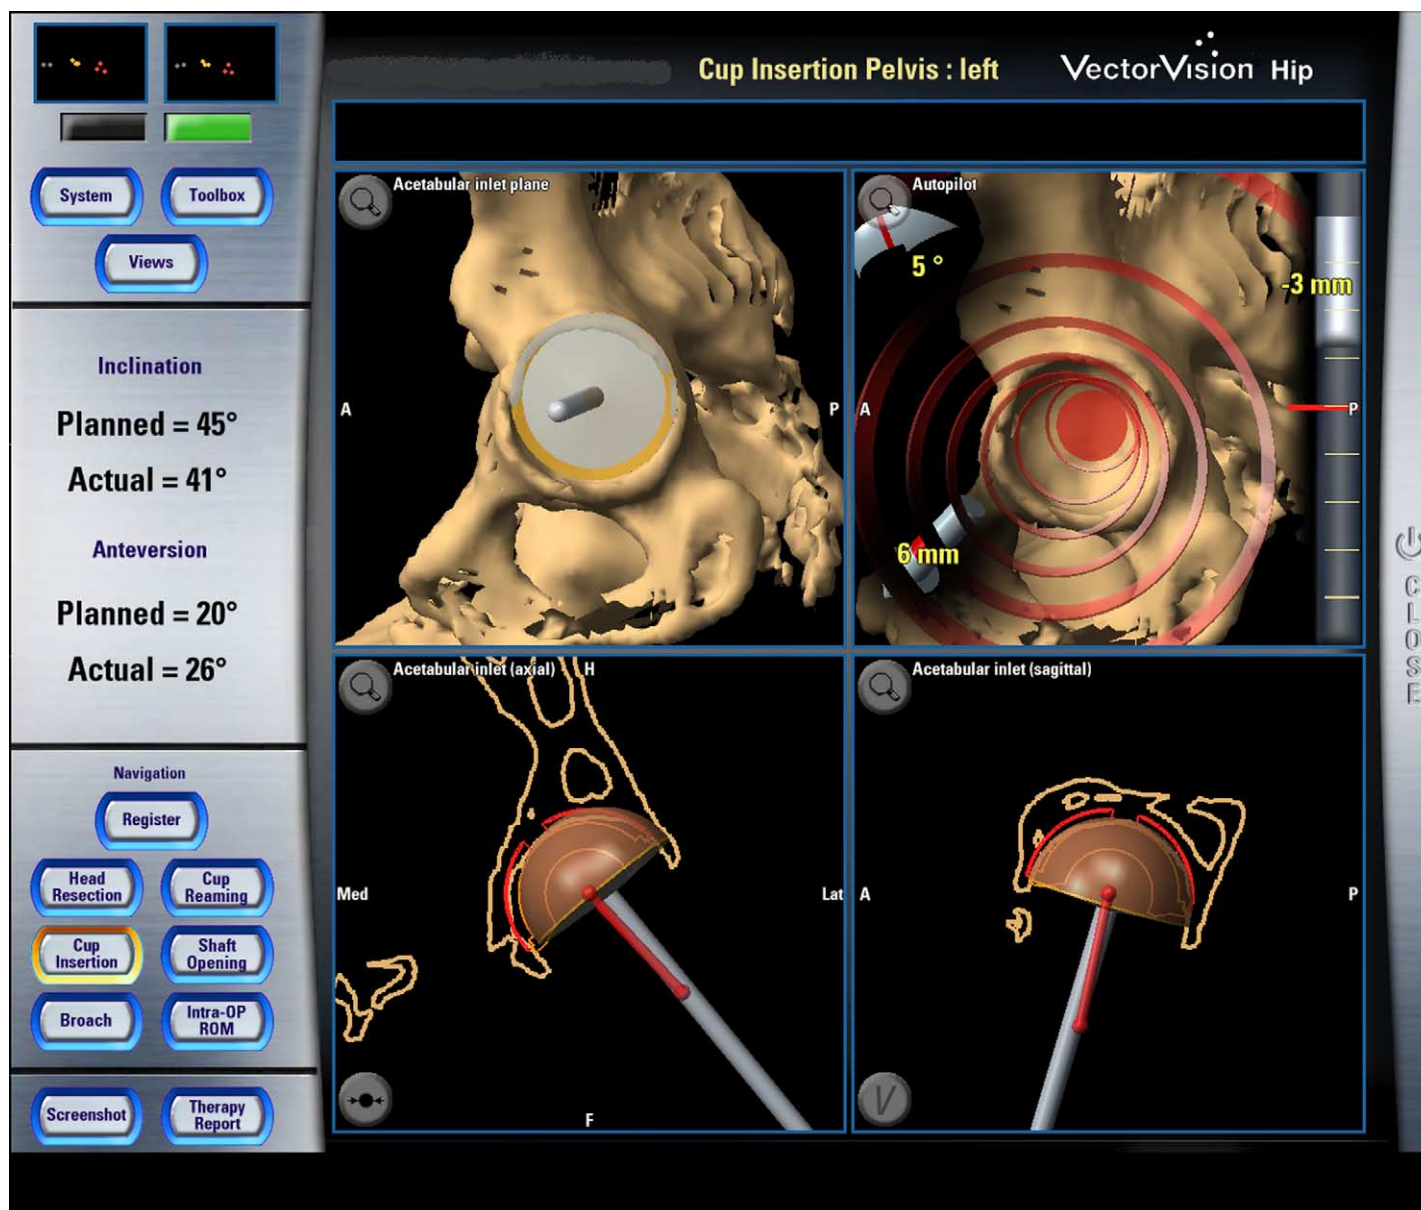 Cup Insertion Pelvis : left
VectorVision Hip
System
Toolbox
Views
Inclination
Planned = 45°
Actual = 41°
Anteversion
Planned = 20°
Actual = 26°
Navigation
Register
Head
Resection
Cup
Reaming
Cup
Insertion
Shaft
Opening
Broach
Intra-OP
ROM
Screenshot
Therapy
Report
Acetabular inlet plane
A
P
Autopilot
5 °
-3 mm
A
P
6 mm
Acetabular inlet (axial)
H
Med
Lat
F
Acetabular inlet (sagittal)
A
P
V
CLOSE